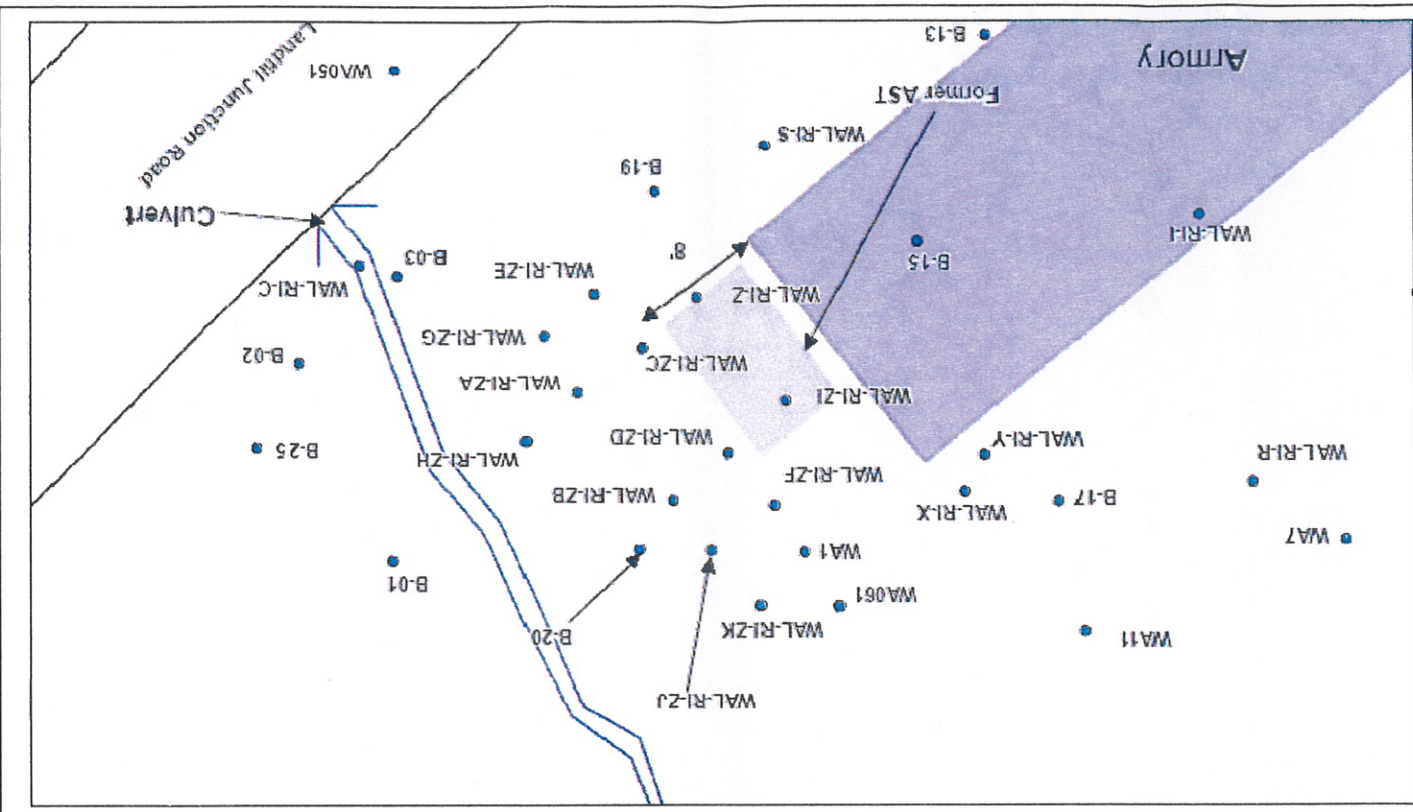 WAL-RI-ZJ
WA11
WAL-RI-ZK
B-20
WA061
B-01
WA7
WA1
B-17
WAL-RI-X
WAL-RI-ZB
WAL-RI-R
WAL-RI-ZF
WAL-RI-ZH
B-25
WAL-RI-Y
WAL-RI-ZD
WAL-RI-ZI
WAL-RI-ZA
WAL-RI-ZC
B-02
WAL-RI-ZG
WAL-RI-Z
WAL-RI-C
WAL-RI-ZE
B-15
8'
B-03
WAL-RI-I
Culvert
B-19
WAL-RI-S
Landfill Junction Road
Former AST
WA051
Armory
B-13